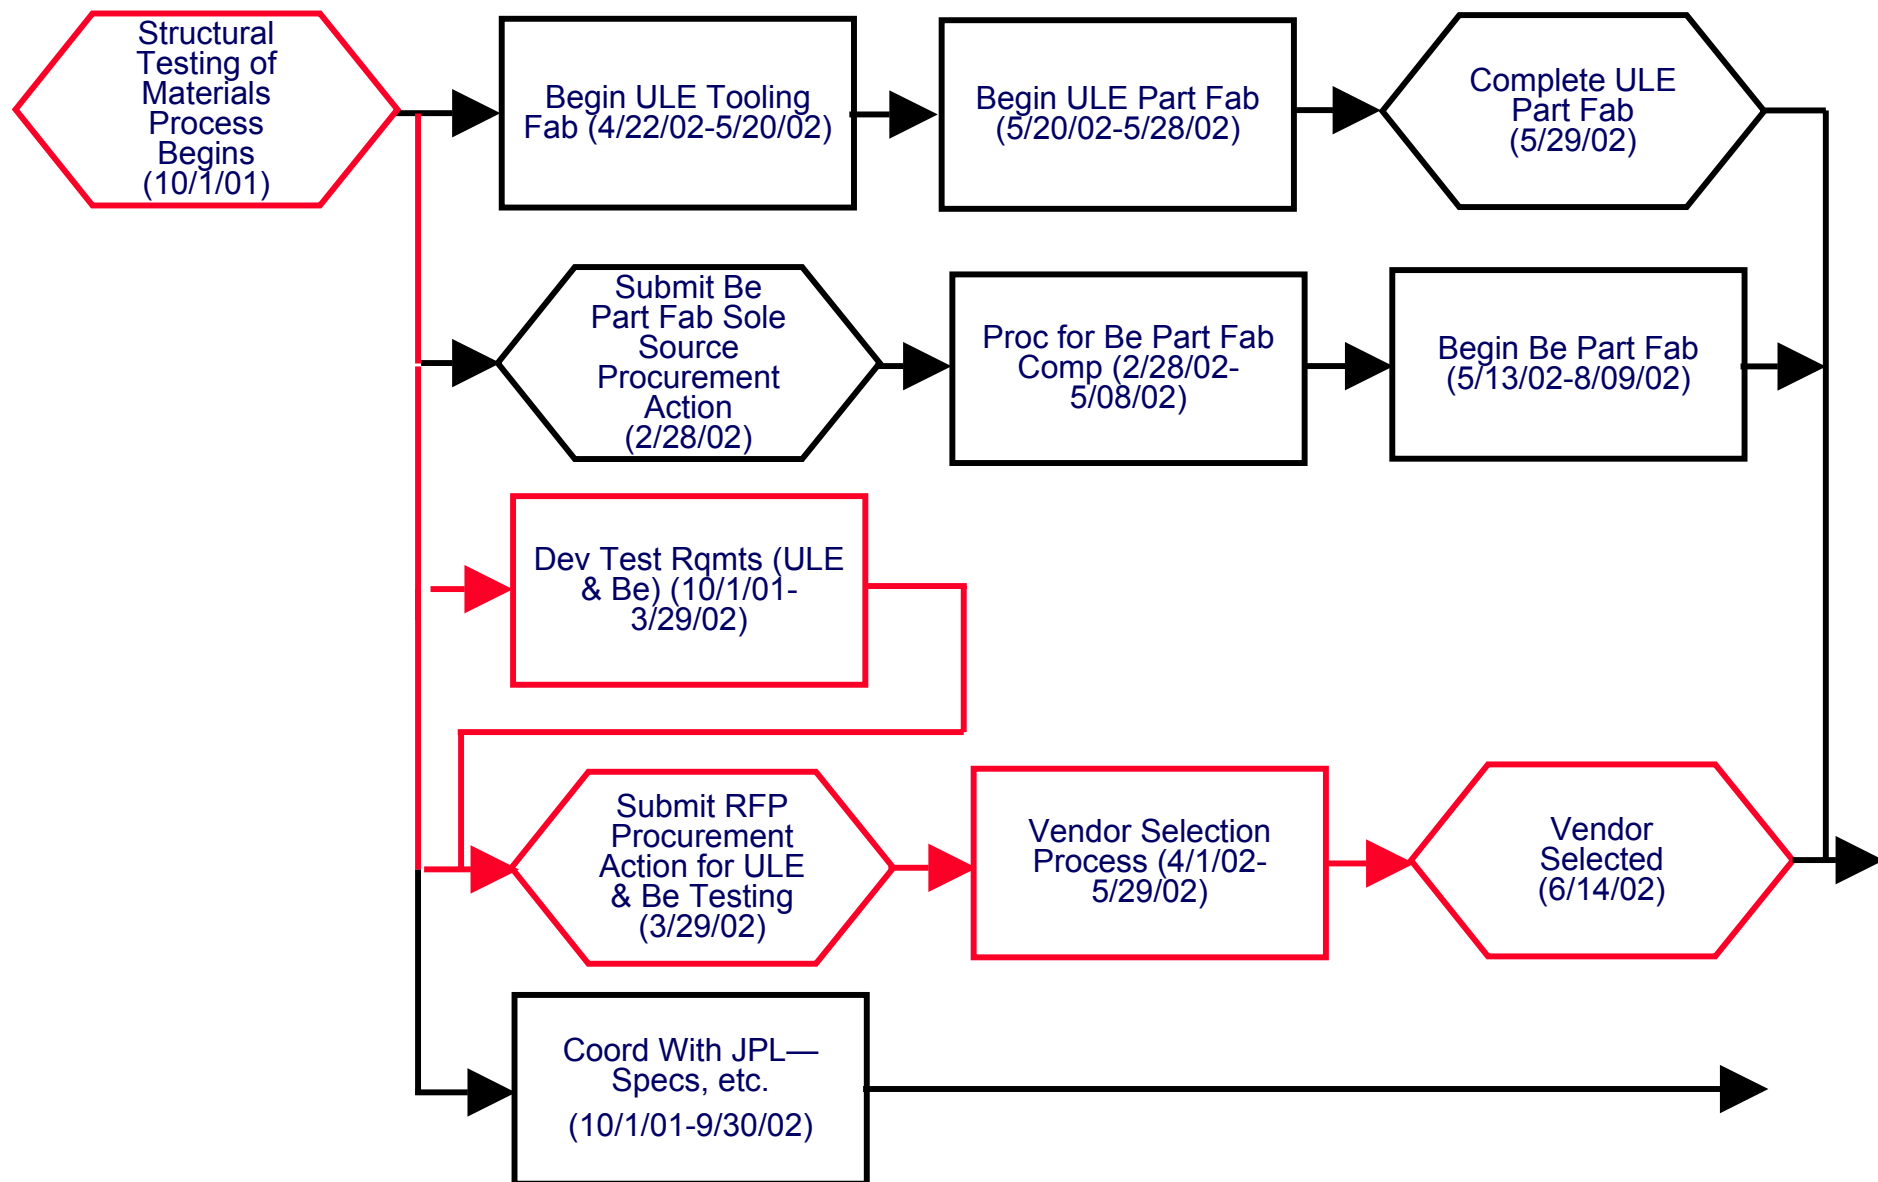 Structural
Testing of
Materials
Process
Begins
(10/1/01)
Begin ULE Tooling
Fab (4/22/02-5/20/02)
Begin ULE Part Fab
(5/20/02-5/28/02)
Complete ULE
Part Fab
(5/29/02)
Submit Be
Part Fab Sole
Source
Procurement
Action
(2/28/02)
Proc for Be Part Fab
Comp (2/28/02-
5/08/02)
Begin Be Part Fab
(5/13/02-8/09/02)
Dev Test Rqmts (ULE
& Be) (10/1/01-
3/29/02)
Submit RFP
Procurement
Action for ULE
& Be Testing
(3/29/02)
Vendor Selection
Process (4/1/02-
5/29/02)
Vendor
Selected
(6/14/02)
Coord With JPL—
Specs, etc.
(10/1/01-9/30/02)